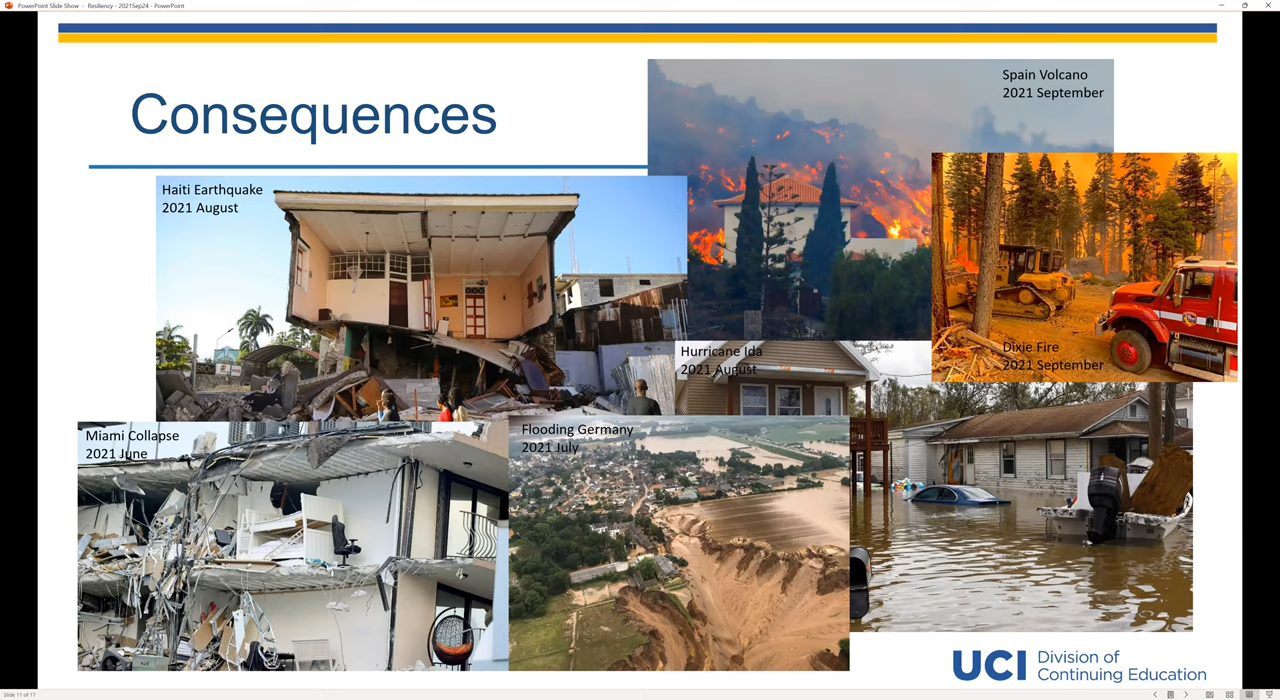 PowerPoint Slide Show - Resiliency - 2021Sep24 - PowerPoint
Consequences
Spain Volcano
2021 September
Haiti Earthquake
2021 August
Dixie Fire
2021 September
Hurricane Ida
2021 August
Miami Collapse
2021 June
Flooding Germany
2021 July
UCI Division of
Continuing Education
Slide 11 of 17